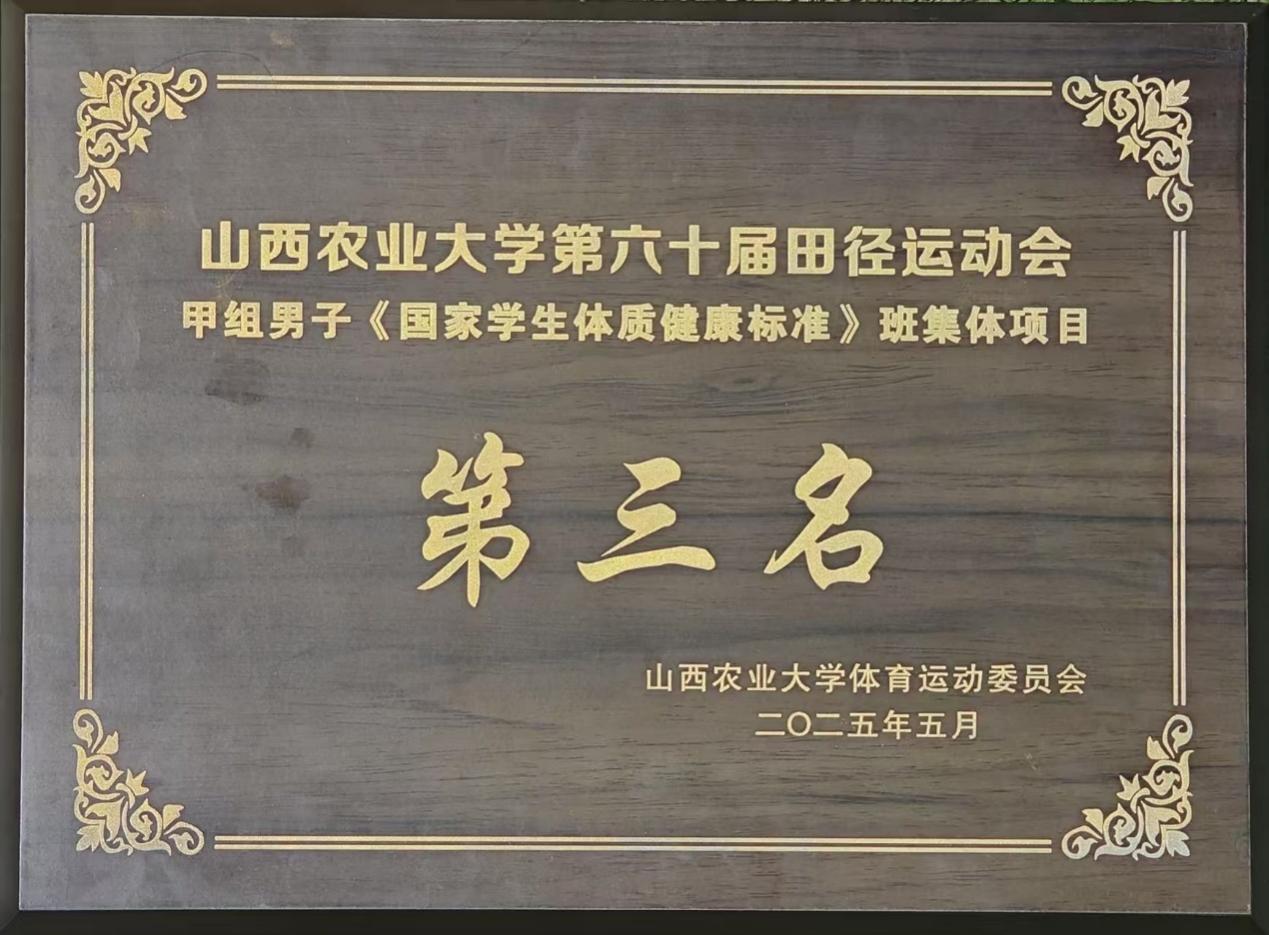 山西农业大学第六十届田径运动会
甲组男子《国家学生体质健康标准》班集体项目
第三名
山西农业大学体育运动委员会
二〇二五年五月